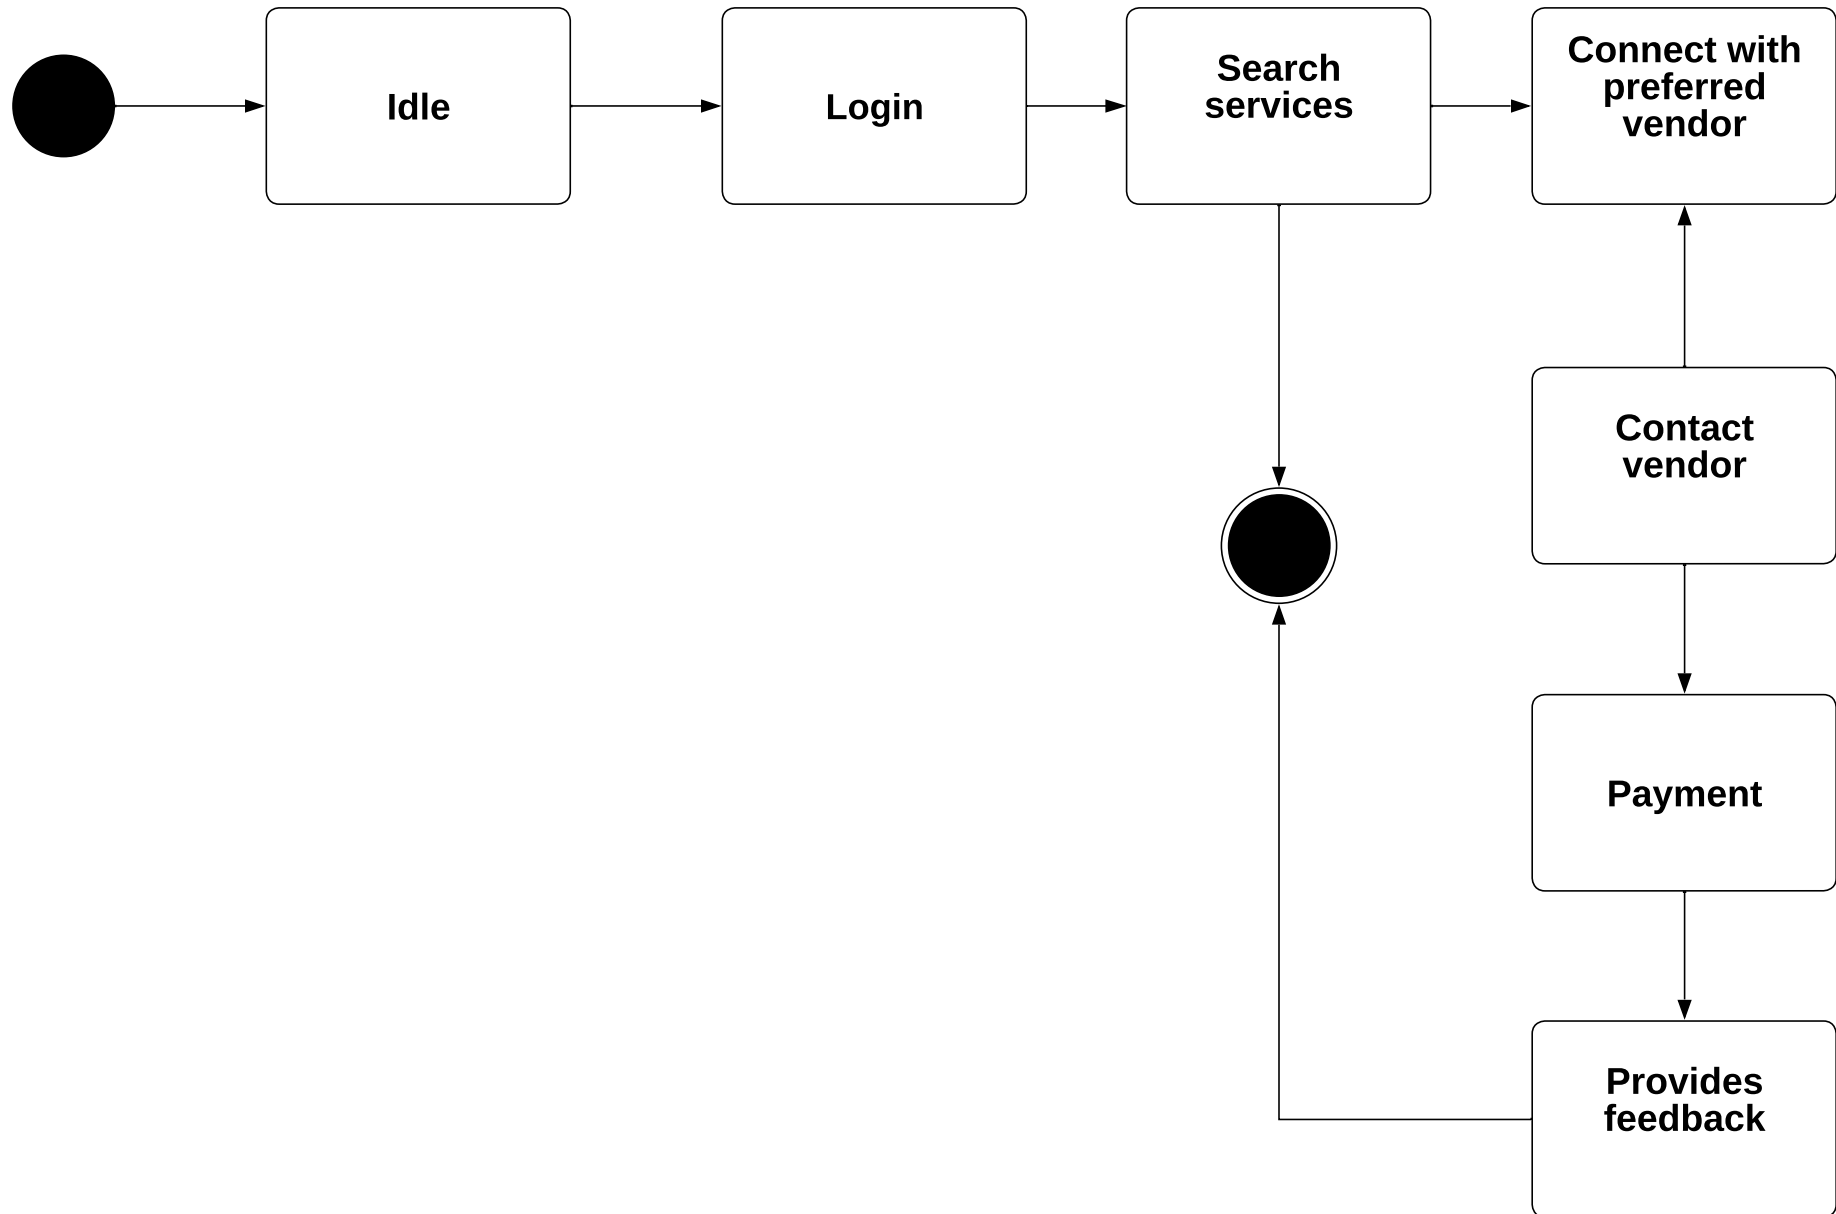 Idle
Login
Search
services
Connect with
preferred
vendor
Contact
vendor
Payment
Provides
feedback